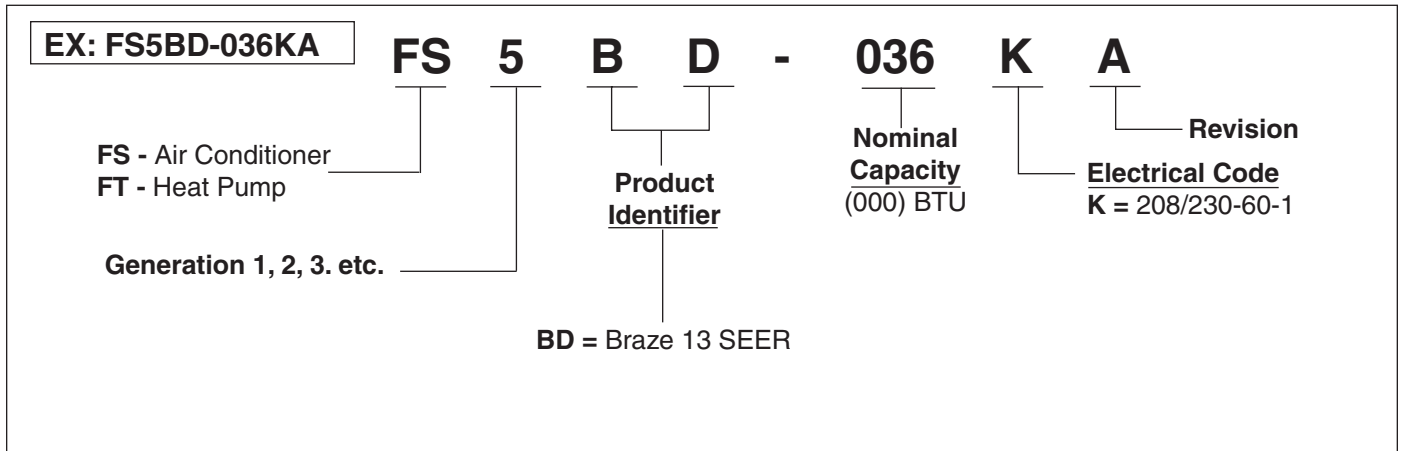 EX: FS5BD-036KA
FS 5 B D - 036 K A
FS - Air Conditioner
FT - Heat Pump
Generation 1, 2, 3. etc.
Product
Identifier
BD = Braze 13 SEER
Nominal
Capacity
(000) BTU
Revision
Electrical Code
K = 208/230-60-1